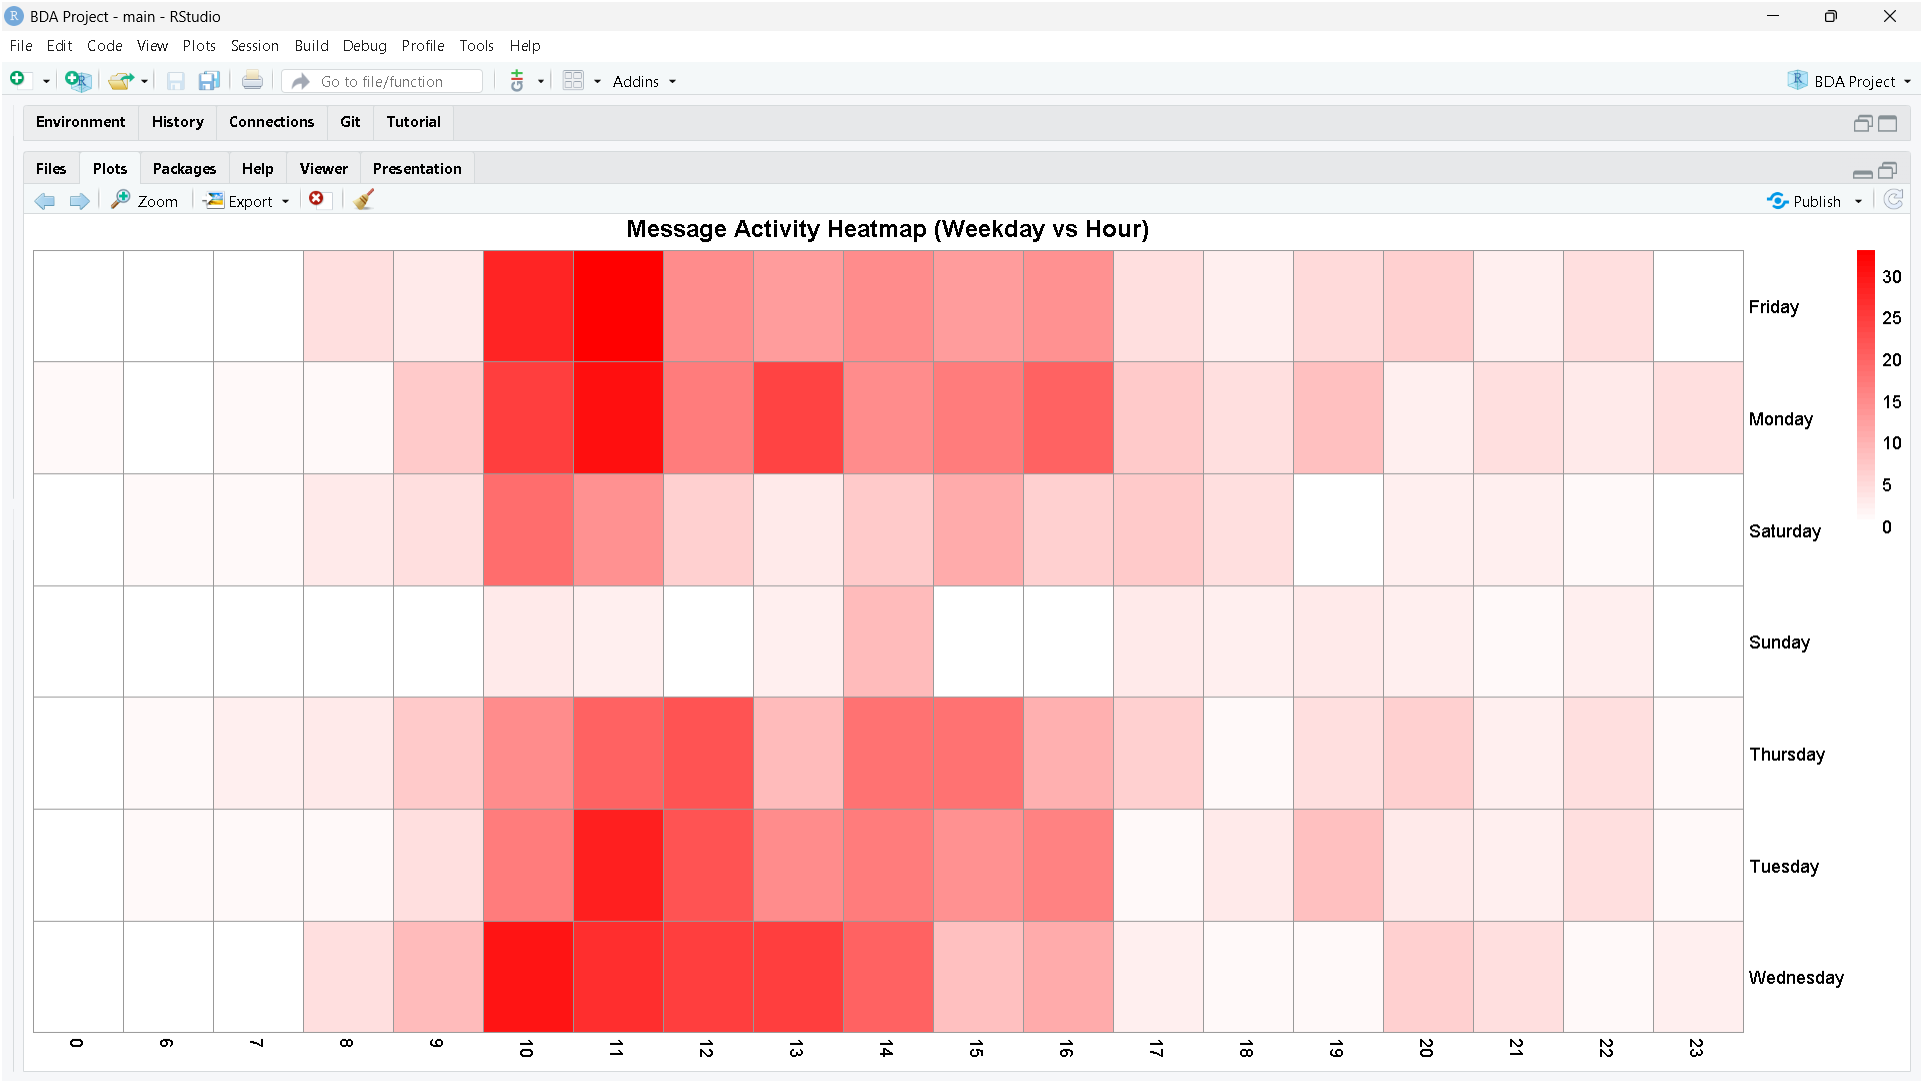 BDA Project - main - RStudio
File Edit Code View Plots Session Build Debug Profile Tools Help
Go to file/function Git Addins BDA Project
Environment History Connections Git Tutorial
Files Plots Packages Help Viewer Presentation
Zoom Export Publish
Message Activity Heatmap (Weekday vs Hour)
Friday
Monday
Saturday
Sunday
Thursday
Tuesday
Wednesday
30
25
20
15
10
5
0
0 6 7 8 9 10 11 12 13 14 15 16 17 18 19 20 21 22 23